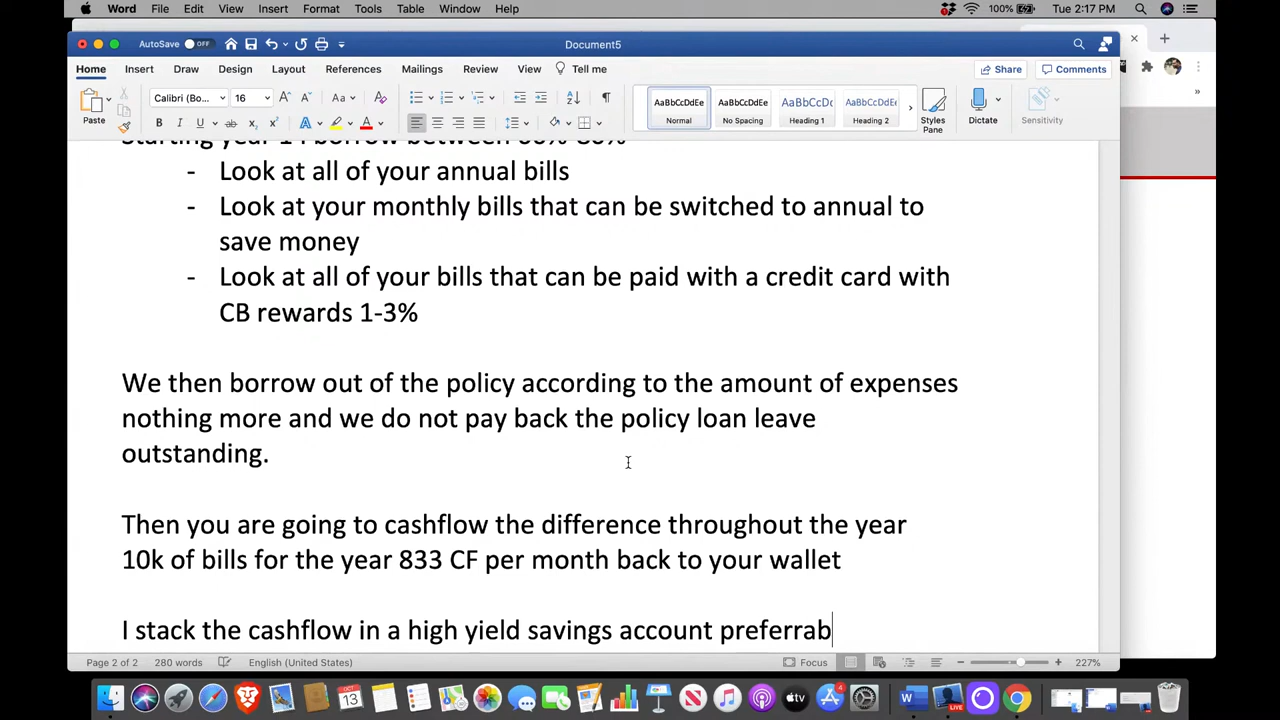 Word File Edit View Insert Format Tools Table Window Help 100% Tue 2:17 PM
AutoSave OFF Document5
Home Insert Draw Design Layout References Mailings Review View Tell me Share Comments
Paste Calibri (Bo... 16 Aa AaBbCcDdEe Normal AaBbCcDdEe No Spacing AaBbCcDc Heading 1 AaBbCcDdEe Heading 2 Styles Pane Dictate Sensitivity
Starting year 14 borrow between
- Look at all of your annual bills
- Look at your monthly bills that can be switched to annual to
save money
- Look at all of your bills that can be paid with a credit card with
CB rewards 1-3%
We then borrow out of the policy according to the amount of expenses
nothing more and we do not pay back the policy loan leave
outstanding.
Then you are going to cashflow the difference throughout the year
10k of bills for the year 833 CF per month back to your wallet
I stack the cashflow in a high yield savings account preferrab
Page 2 of 2 280 words English (United States) Focus 227%